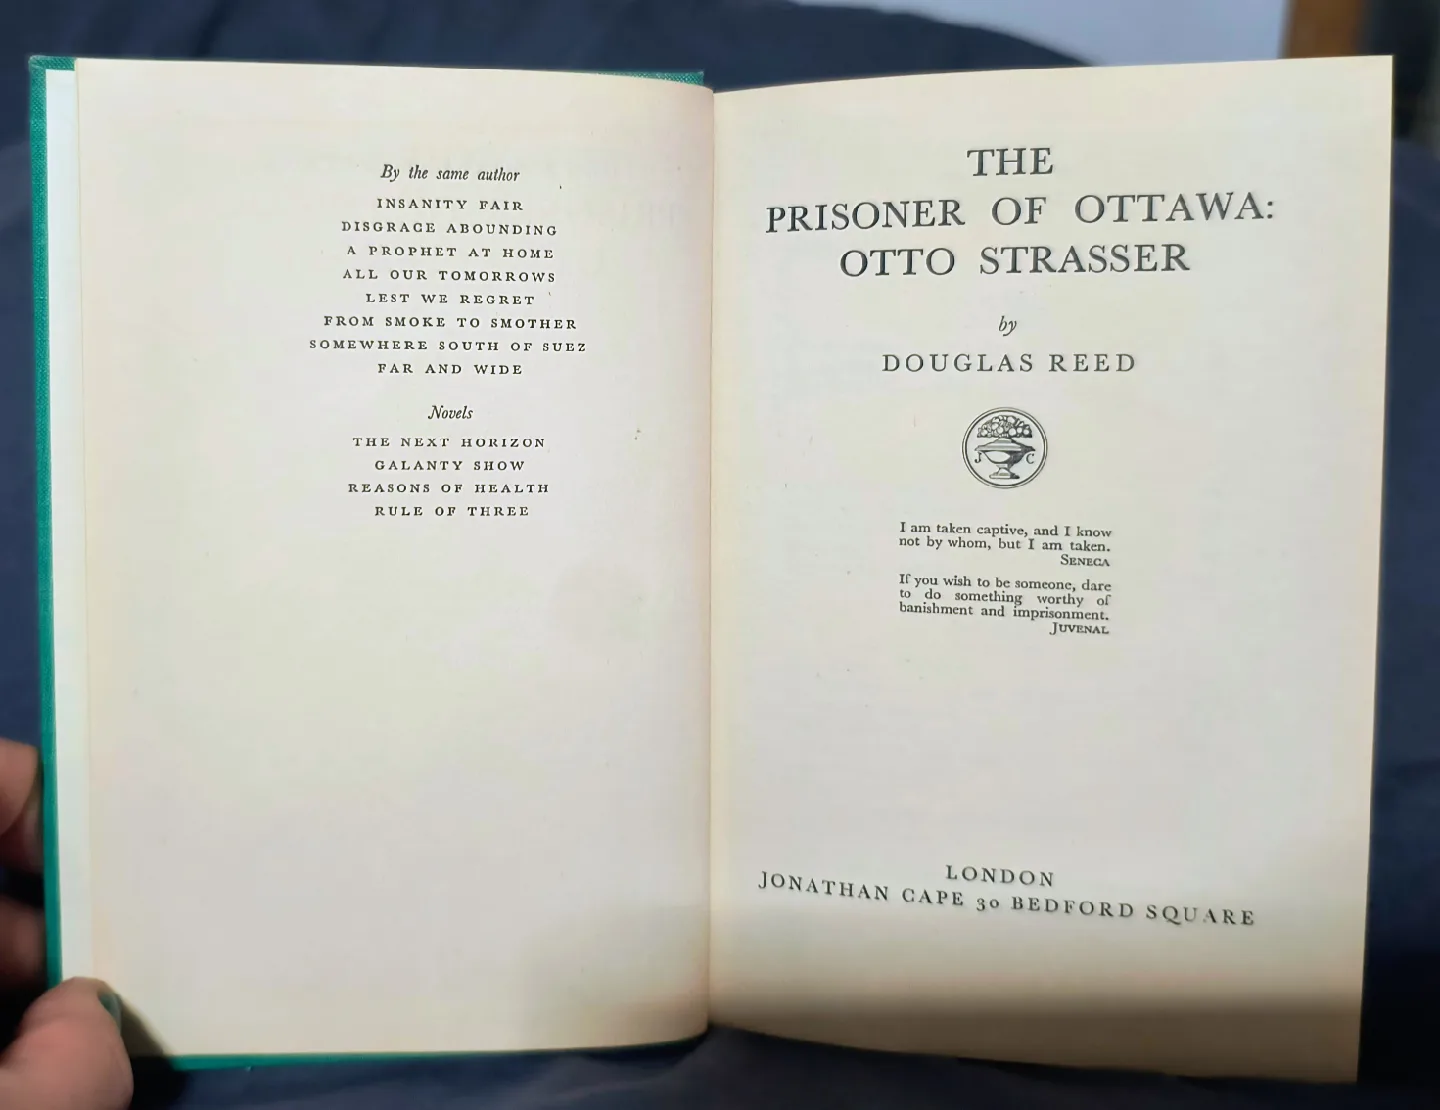 By the same author
INSANITY FAIR
DISGRACE ABOUNDING
A PROPHET AT HOME
ALL OUR TOMORROWS
LEST WE REGRET
FROM SMOKE TO SMOTHER
SOMEWHERE SOUTH OF SUEZ
FAR AND WIDE
Novels
THE NEXT HORIZON
GALANTY SHOW
REASONS OF HEALTH
RULE OF THREE
THE
PRISONER OF OTTAWA:
OTTO STRASSER
by
DOUGLAS REED
J C
I am taken captive, and I know
not by whom, but I am taken.
SENECA
If you wish to be someone, dare
to do something worthy of
banishment and imprisonment.
JUVENAL
LONDON
JONATHAN CAPE 30 BEDFORD SQUARE